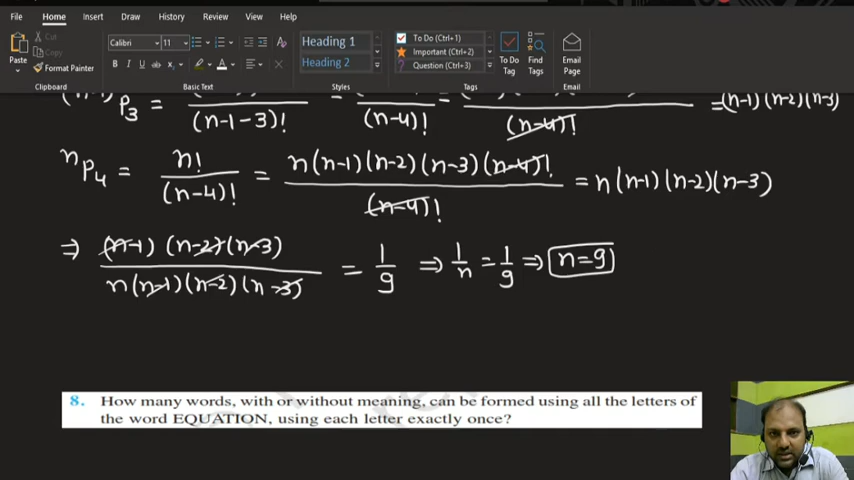 File Home Insert Draw History Review View Help
Paste Cut Copy Format Painter
Clipboard
Calibri 11
B I U ab x A
Basic Text
Heading 1
Heading 2
Styles
To Do (Ctrl+1)
Important (Ctrl+2)
Question (Ctrl+3)
Tags
To Do Tag
Find Tags
Email Page
Email
(n-1) P3 = / (n-1-3)! = / (n-4)! = / (n-4)! = (n-1)(n-2)(n-3)
nP4 = n! / (n-4)! = n(n-1)(n-2)(n-3)(n-4)! / (n-4)! = n(n-1)(n-2)(n-3)
⇒ (n-1)(n-2)(n-3) / n(n-1)(n-2)(n-3) = 1/9 ⇒ 1/n = 1/9 ⇒ n=9
8. How many words, with or without meaning, can be formed using all the letters of
the word EQUATION, using each letter exactly once?